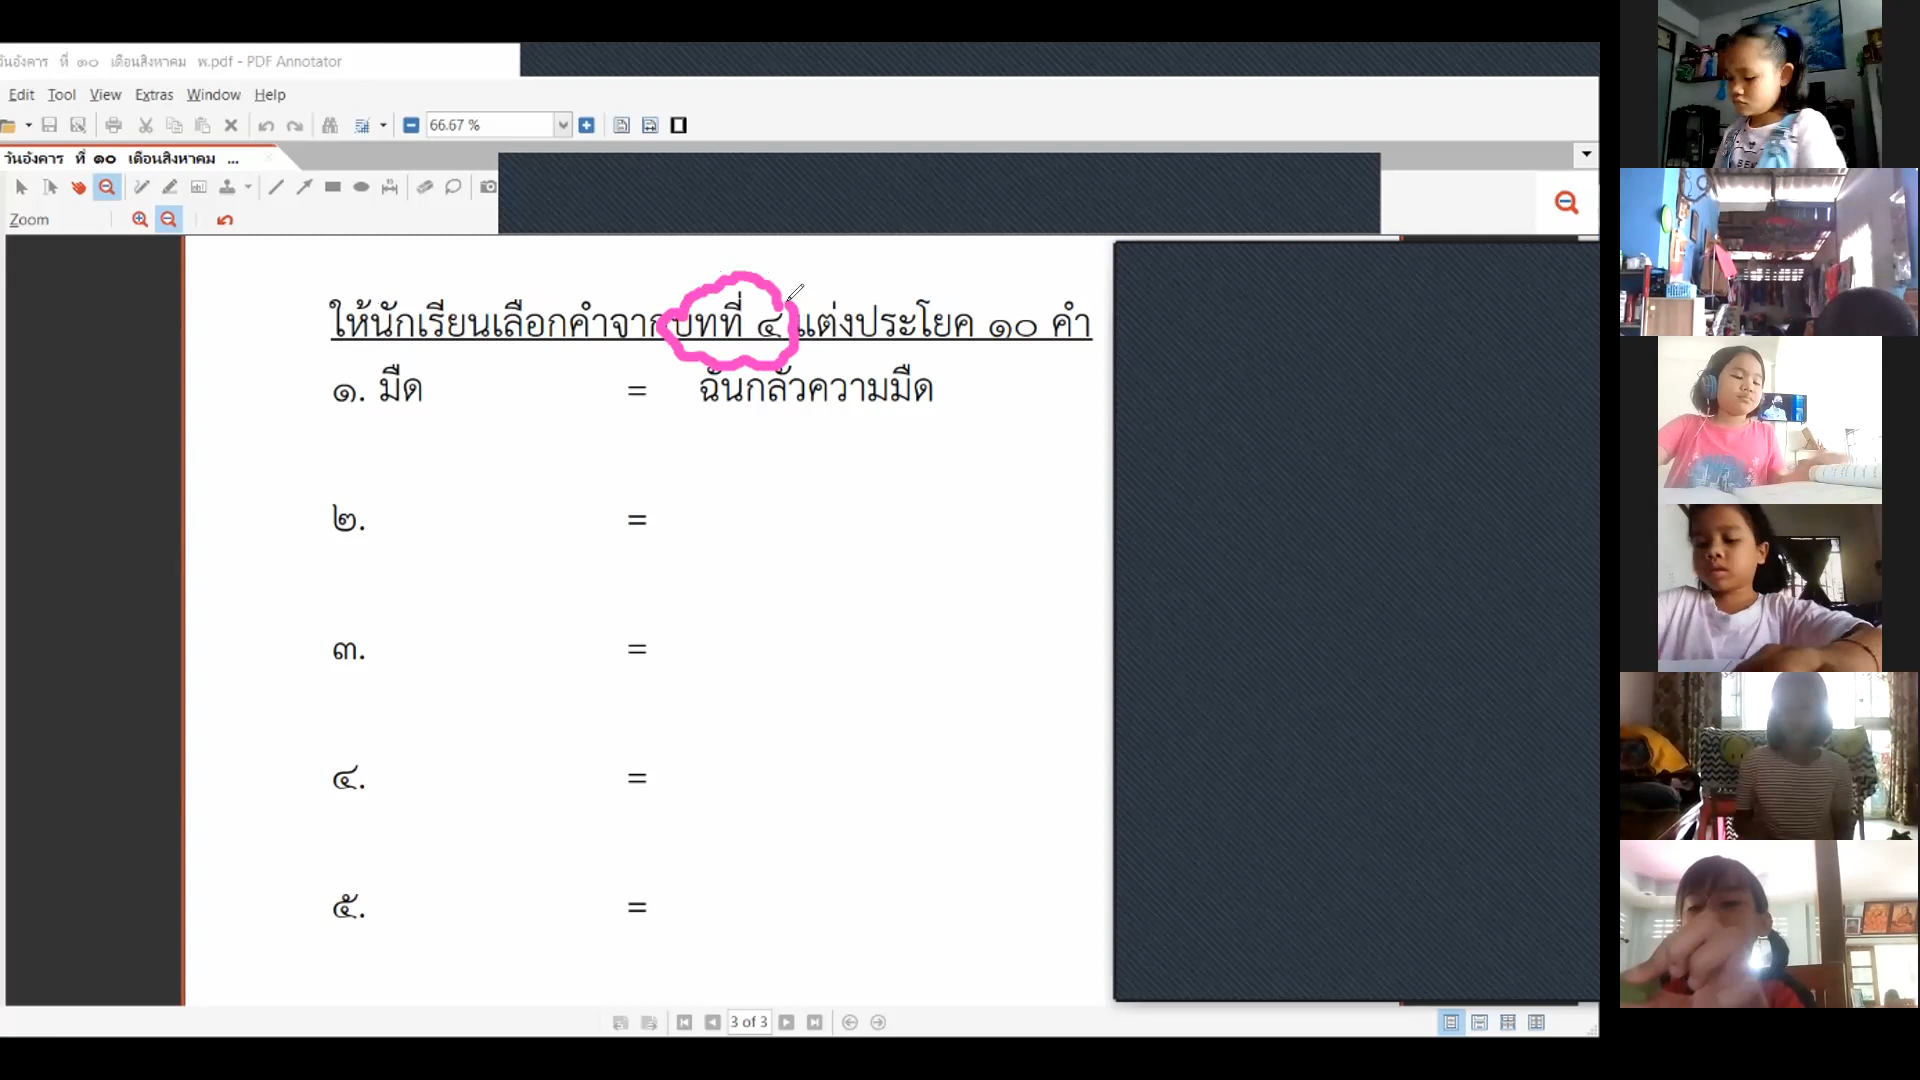 วันอังคาร ที่ ๑๐ เดือนสิงหาคม พ.pdf - PDF Annotator
Edit Tool View Extras Window Help
66.67 %
วันอังคาร ที่ ๑๐ เดือนสิงหาคม ...
Zoom
ให้นักเรียนเลือกคำจากบทที่ ๔ แต่งประโยค ๑๐ คำ
๑. มืด = ฉันกลัวความมืด
๒. =
๓. =
๔. =
๕. =
3 of 3